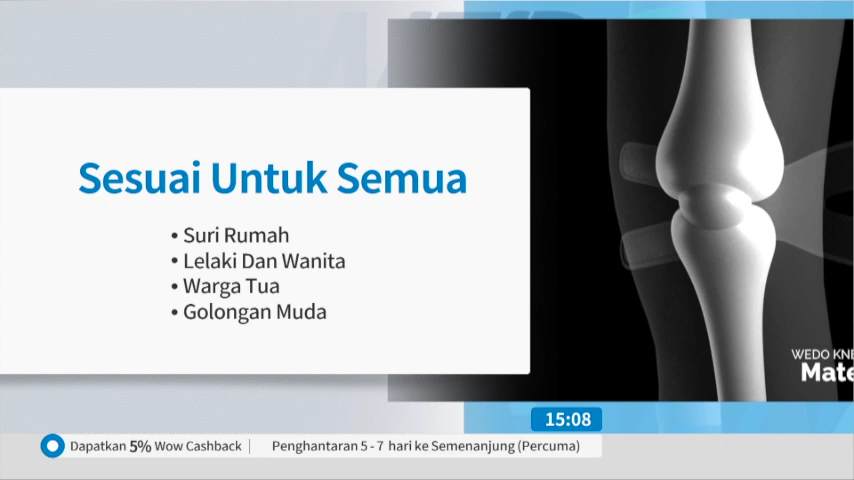 Sesuai Untuk Semua
• Suri Rumah
• Lelaki Dan Wanita
• Warga Tua
• Golongan Muda
WEDO KNE
Mate
15:08
Dapatkan 5% Wow Cashback | Penghantaran 5 - 7 hari ke Semenanjung (Percuma)